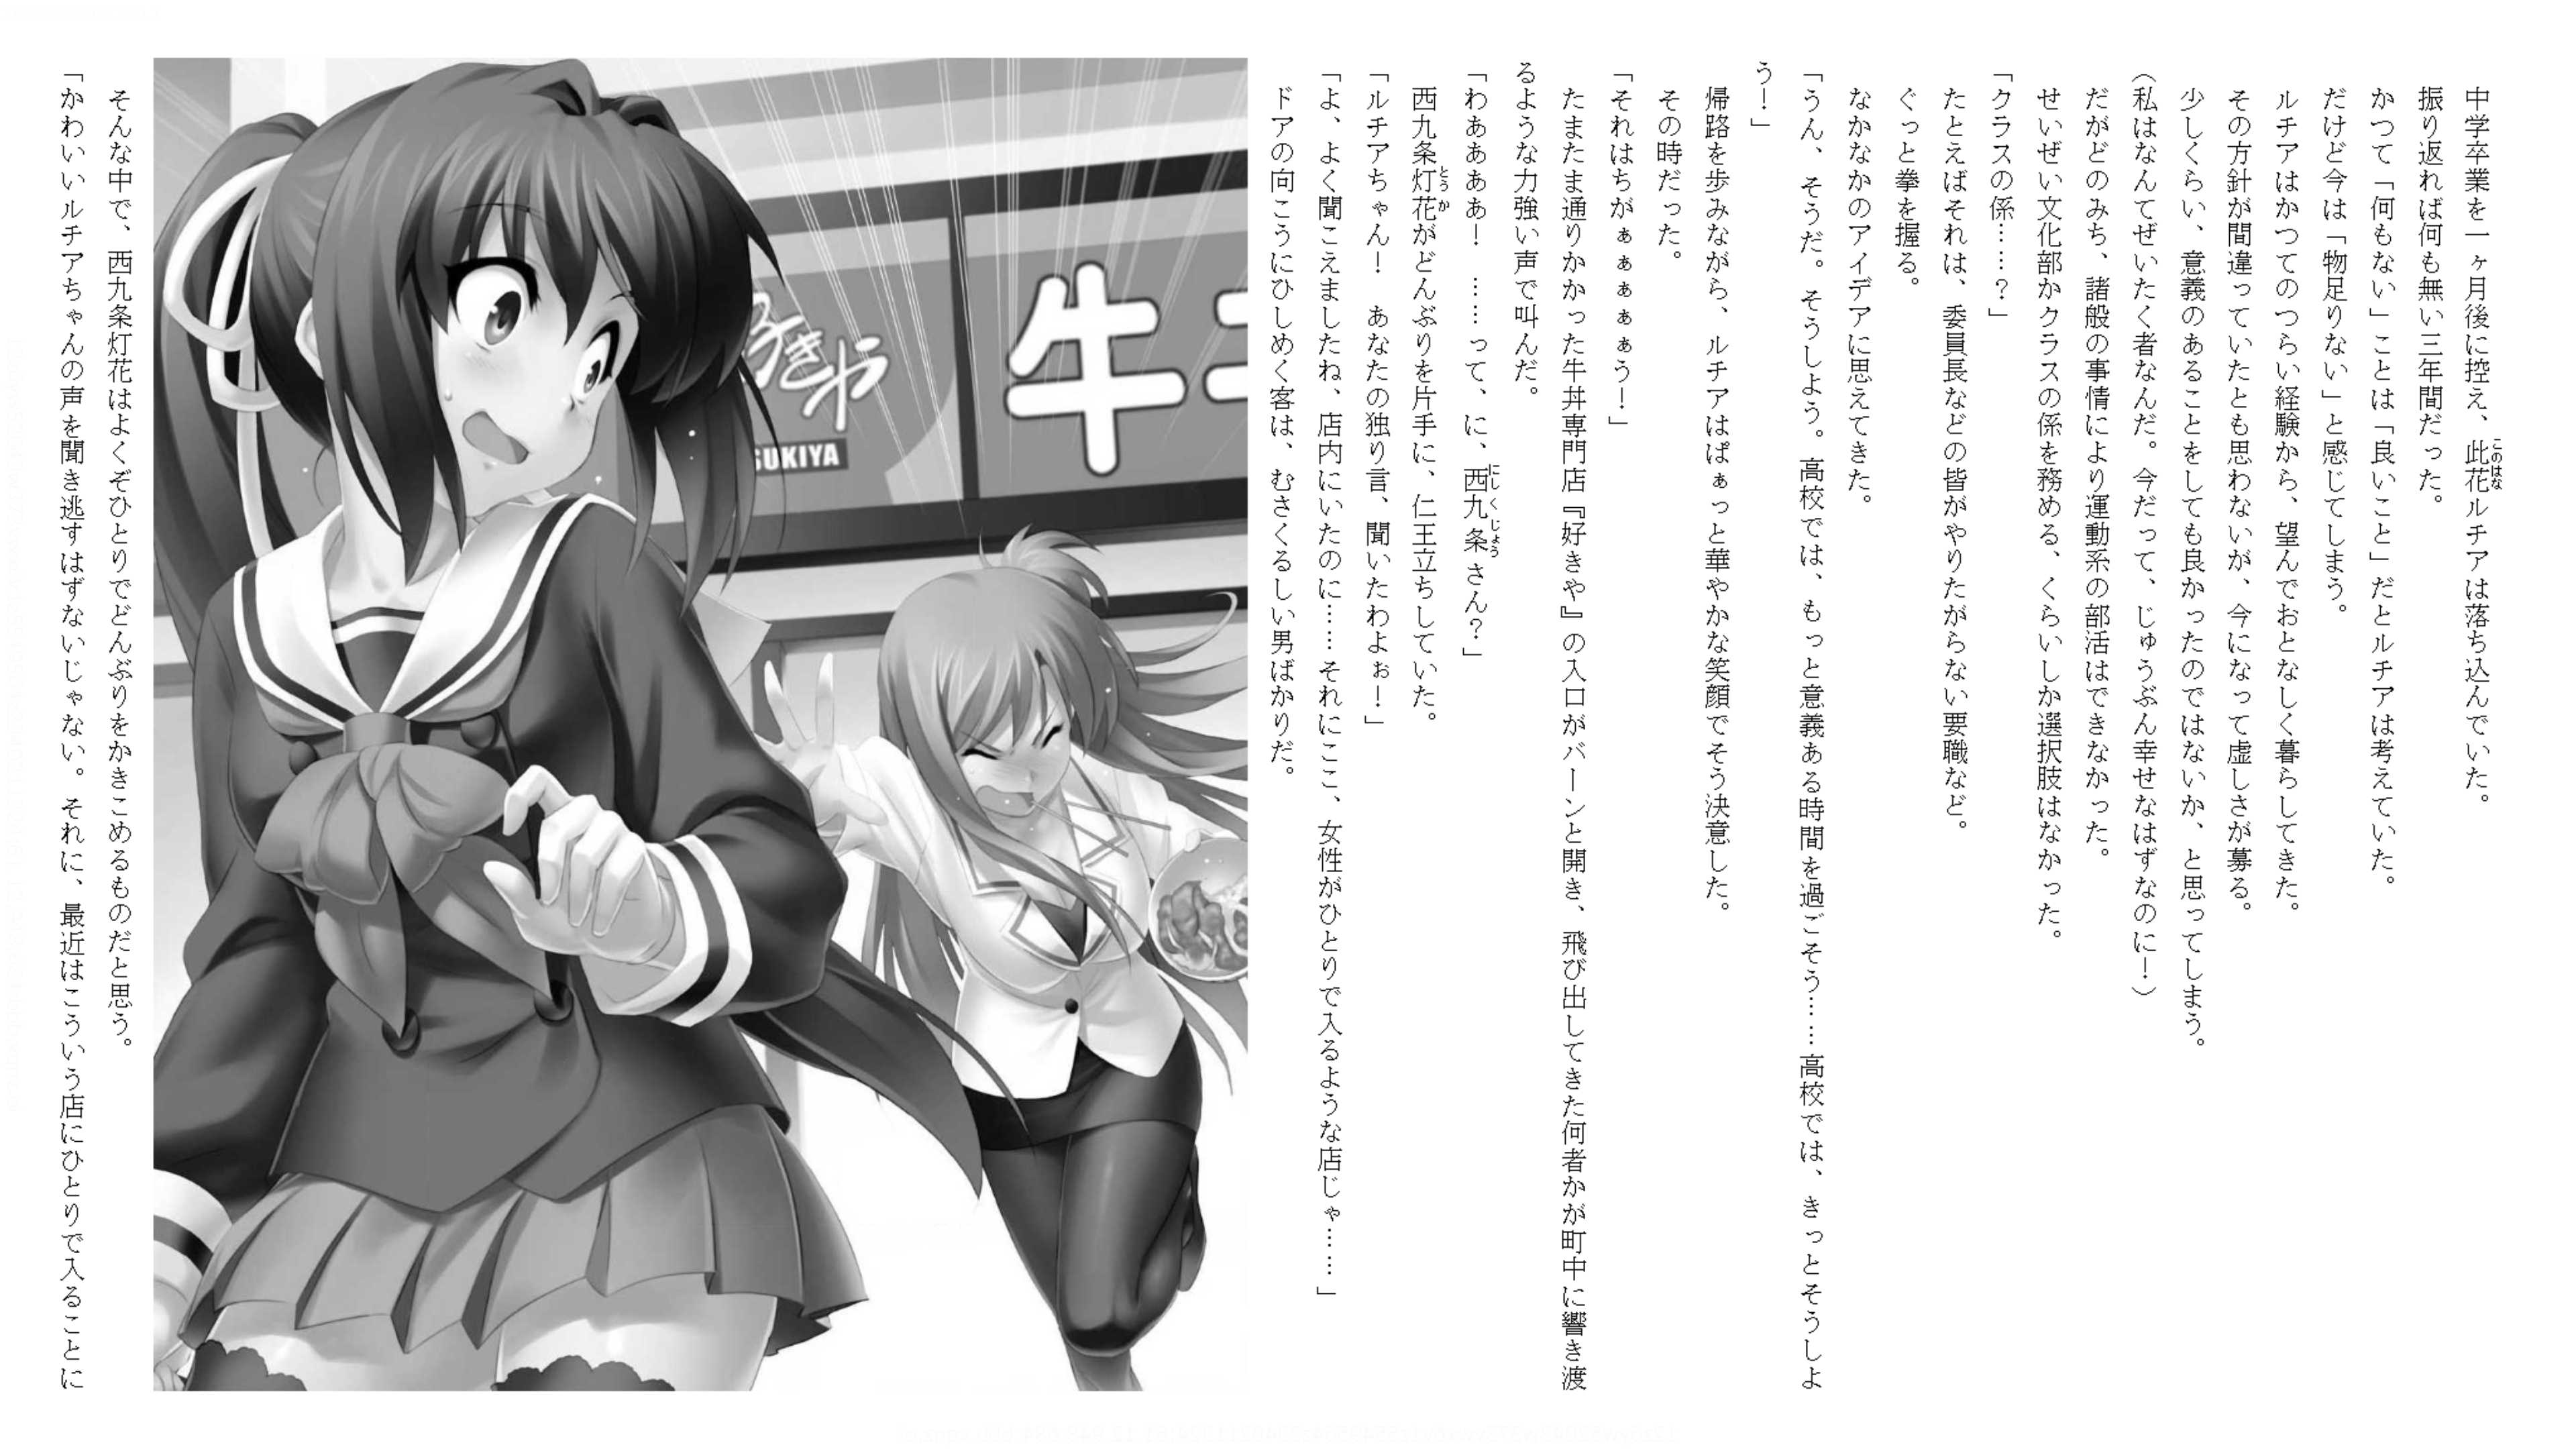 中学卒業を一ヶ月後に控え、此花ルチアは落ち込んでいた。
このはな
振り返れば何も無い三年間だった。
かつて「何もない」ことは「良いこと」だとルチアは考えていた。
だけど今は「物足りない」と感じてしまう。
ルチアはかつてのつらい経験から、望んでおとなしく暮らしてきた。
その方針が間違っていたとも思わないが、今になって虚しさが募る。
少しくらい、意義のあることをしても良かったのではないか、と思ってしまう。
（私はなんてぜいたく者なんだ。今だって、じゅうぶん幸せなはずなのに！）
だがどのみち、諸般の事情により運動系の部活はできなかった。
せいぜい文化部かクラスの係を務める、くらいしか選択肢はなかった。
「クラスの係……？」
たとえばそれは、委員長などの皆がやりたがらない要職など。
ぐっと拳を握る。
なかなかのアイデアに思えてきた。
「うん、そうだ。そうしよう。高校では、もっと意義ある時間を過ごそう……高校では、きっとそうしよ
う！」
帰路を歩みながら、ルチアはぱぁっと華やかな笑顔でそう決意した。
その時だった。
「それはちがぁぁぁぁぁう！」
たまたま通りかかった牛丼専門店『好きや』の入口がバーンと開き、飛び出してきた何者かが町中に響き渡
るような力強い声で叫んだ。
「わああああ！　……って、に、西九条さん？」
にしくじょう
西九条灯花がどんぶりを片手に、仁王立ちしていた。
とうか
「ルチアちゃん！　あなたの独り言、聞いたわよぉ！」
「よ、よく聞こえましたね、店内にいたのに……それにここ、女性がひとりで入るような店じゃ……」
ドアの向こうにひしめく客は、むさくるしい男ばかりだ。
牛
好きや
SUKIYA
そんな中で、西九条灯花はよくぞひとりでどんぶりをかきこめるものだと思う。
「かわいいルチアちゃんの声を聞き逃すはずないじゃない。それに、最近はこういう店にひとりで入ることに